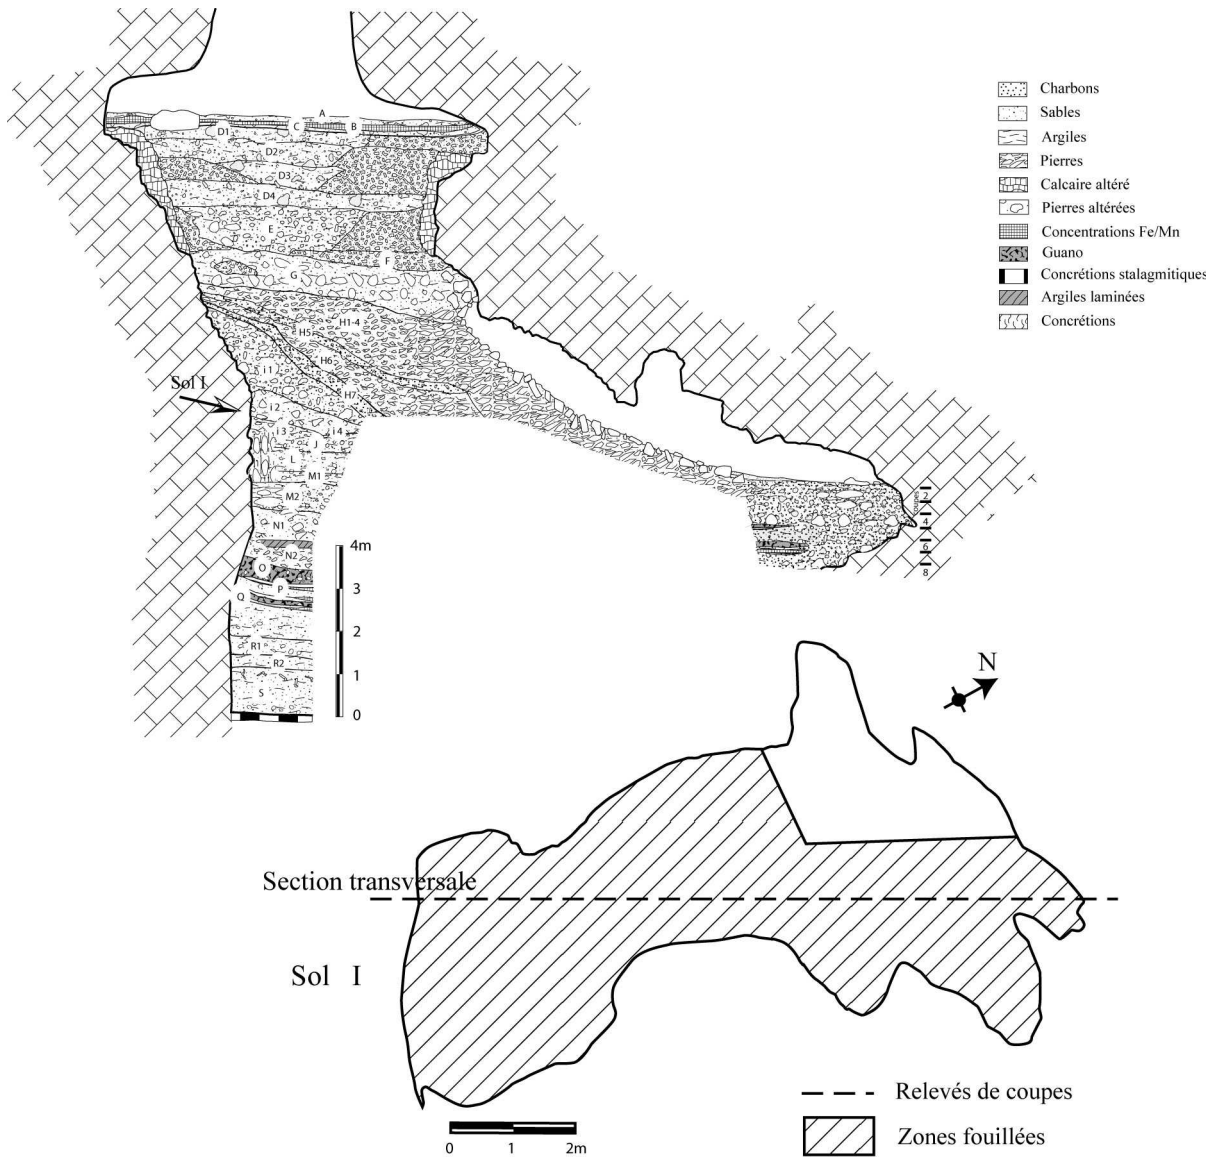 A
C
B
D1
D2
D3
D4
E
F
G
H1-4
H5
H6
i1
H7
Sol I
i2
i3
i4
J
L
M1
M2
N1
N2
O
P
Q
R1
R2
S
4m
3
2
1
0
coupes
2
4
6
8
Charbons
Sables
Argiles
Pierres
Calcaire altéré
Pierres altérées
Concentrations Fe/Mn
Guano
Concrétions stalagmitiques
Argiles laminées
Concrétions
N
Section transversale
Sol I
0 1 2m
Relevés de coupes
Zones fouillées